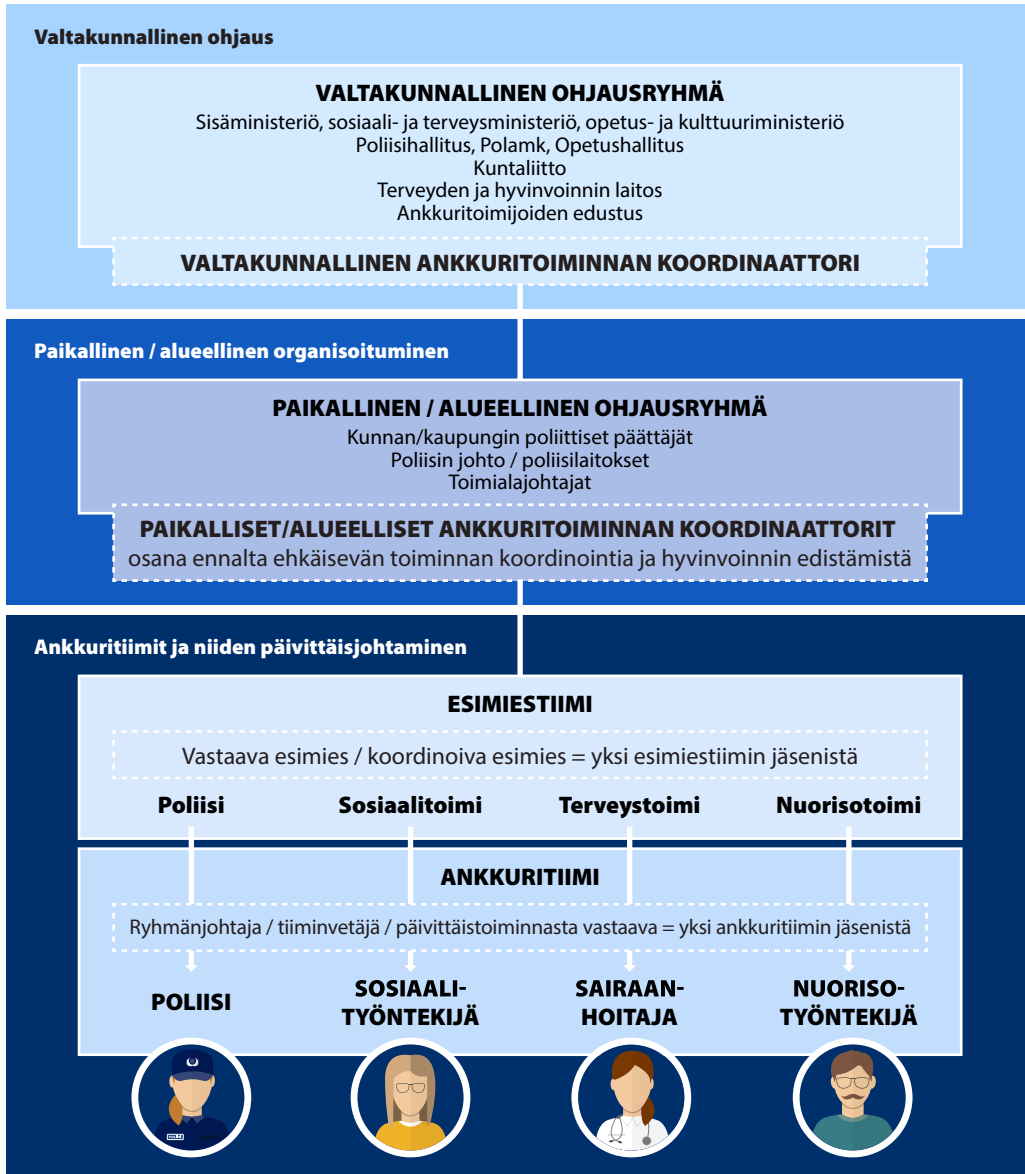 Valtakunnallinen ohjaus
VALTAKUNNALLINEN OHJAUSRYHMÄ
Sisäministeriö, sosiaali- ja terveysministeriö, opetus- ja kulttuuriministeriö
Poliisihallitus, Polamk, Opetushallitus
Kuntaliitto
Terveyden ja hyvinvoinnin laitos
Ankkuritoimijoiden edustus
VALTAKUNNALLINEN ANKKURITOIMINNAN KOORDINAATTORI
Paikallinen / alueellinen organisoituminen
PAIKALLINEN / ALUEELLINEN OHJAUSRYHMÄ
Kunnan/kaupungin poliittiset päättäjät
Poliisin johto / poliisilaitokset
Toimialajohtajat
PAIKALLISET/ALUEELLISET ANKKURITOIMINNAN KOORDINAATTORIT
osana ennalta ehkäisevän toiminnan koordinointia ja hyvinvoinnin edistämistä
Ankkuritiimit ja niiden päivittäisjohtaminen
ESIMIESTIIMI
Vastaava esimies / koordinoiva esimies = yksi esimiestiimin jäsenistä
Poliisi Sosiaalitoimi Terveystoimi Nuorisotoimi
ANKKURITIIMI
Ryhmänjohtaja / tiiminvetäjä / päivittäistoiminnasta vastaava = yksi ankkuritiimin jäsenistä
POLIISI
SOSIAALI-
TYÖNTEKIJÄ
SAIRAAN-
HOITAJA
NUORISO-
TYÖNTEKIJÄ